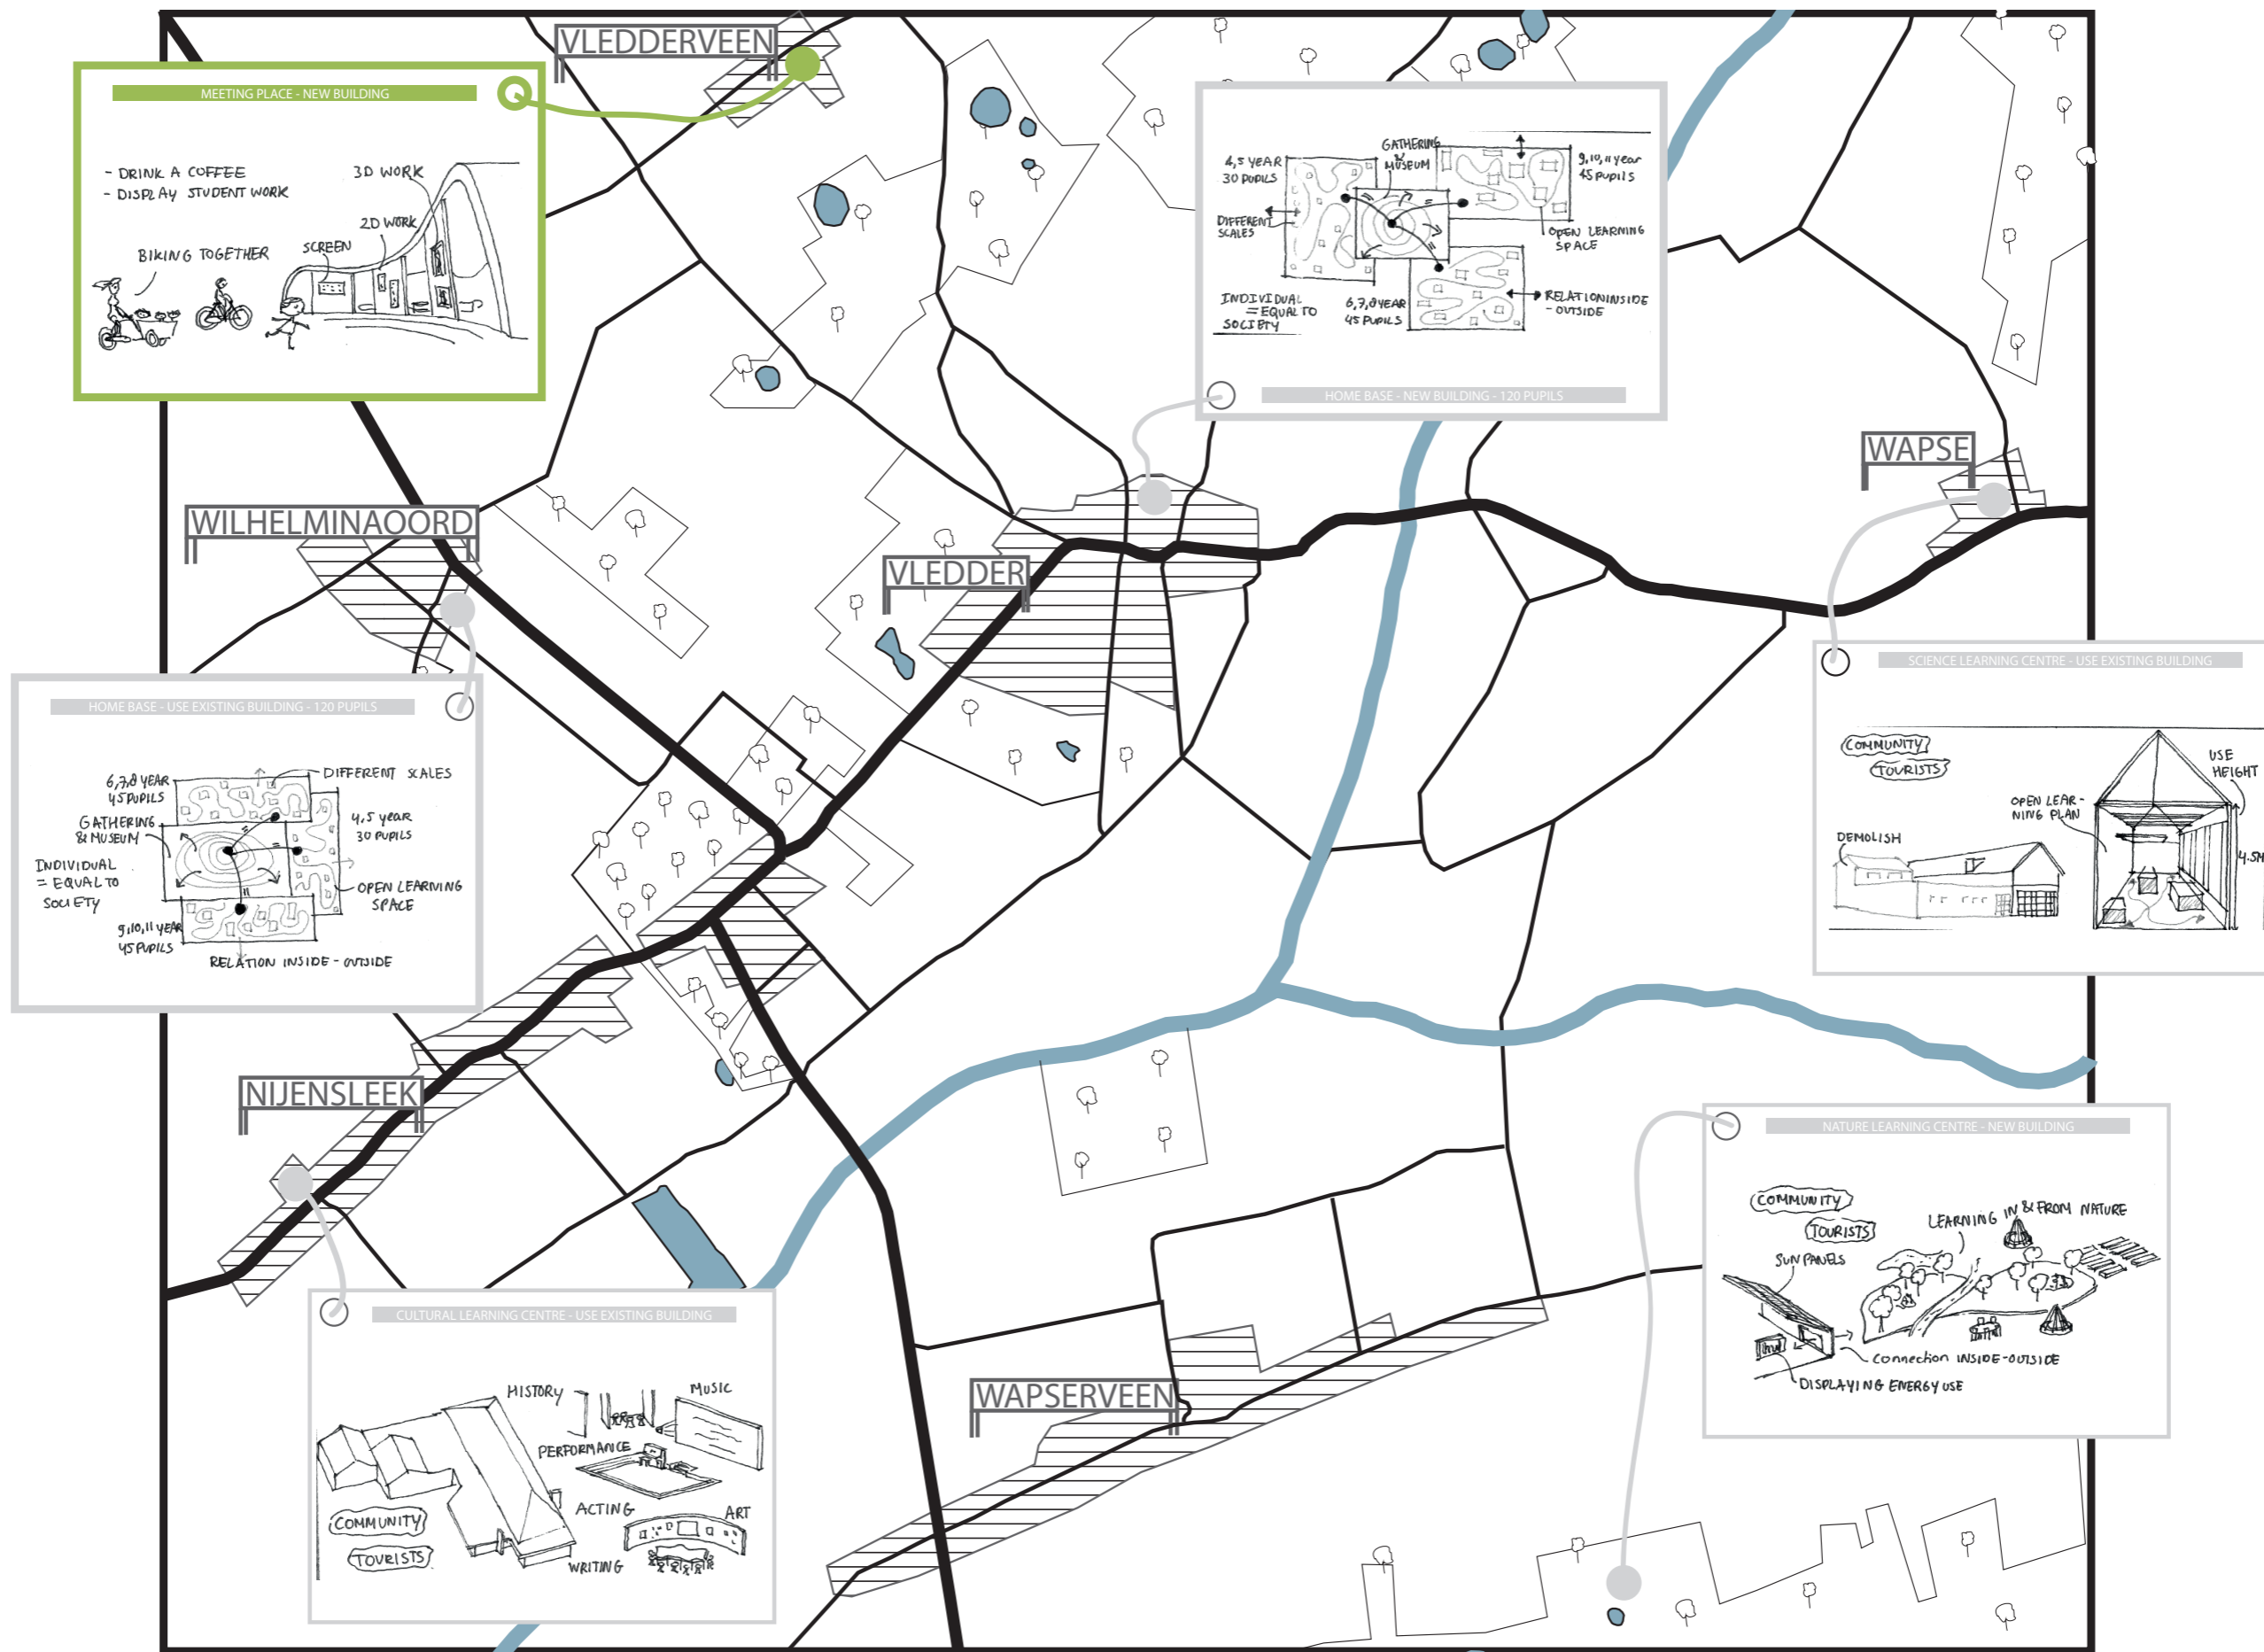 VLEDDERVEEN
MEETING PLACE - NEW BUILDING
- DRINK A COFFEE
- DISPLAY STUDENT WORK
3D WORK
2D WORK
SCREEN
BIKING TOGETHER
4,5 YEAR
30 PUPILS
GATHERING
& MUSEUM
9,10,11 year
45 PUPILS
DIFFERENT
SCALES
OPEN LEARNING
SPACE
INDIVIDUAL
= EQUAL TO
SOCIETY
6,7,8 YEAR
45 PUPILS
RELATION INSIDE
- OUTSIDE
HOME BASE - NEW BUILDING - 120 PUPILS
WAPSE
WILHELMINAOORD
VLEDDER
SCIENCE LEARNING CENTRE - USE EXISTING BUILDING
COMMUNITY
TOURISTS
USE
HEIGHT
OPEN LEAR-
NING PLAN
DEMOLISH
4.5M
HOME BASE - USE EXISTING BUILDING - 120 PUPILS
6,7,8 YEAR
45 PUPILS
DIFFERENT SCALES
GATHERING
& MUSEUM
4,5 year
30 PUPILS
INDIVIDUAL
= EQUAL TO
SOCIETY
OPEN LEARNING
SPACE
9,10,11 YEAR
45 PUPILS
RELATION INSIDE - OUTSIDE
NIJENSLEEK
NATURE LEARNING CENTRE - NEW BUILDING
COMMUNITY
TOURISTS
LEARNING IN & FROM NATURE
SUN PANELS
Connection INSIDE-OUTSIDE
DISPLAYING ENERGY USE
CULTURAL LEARNING CENTRE - USE EXISTING BUILDING
HISTORY
MUSIC
PERFORMANCE
ACTING
ART
COMMUNITY
TOURISTS
WRITING
WAPSERVEEN